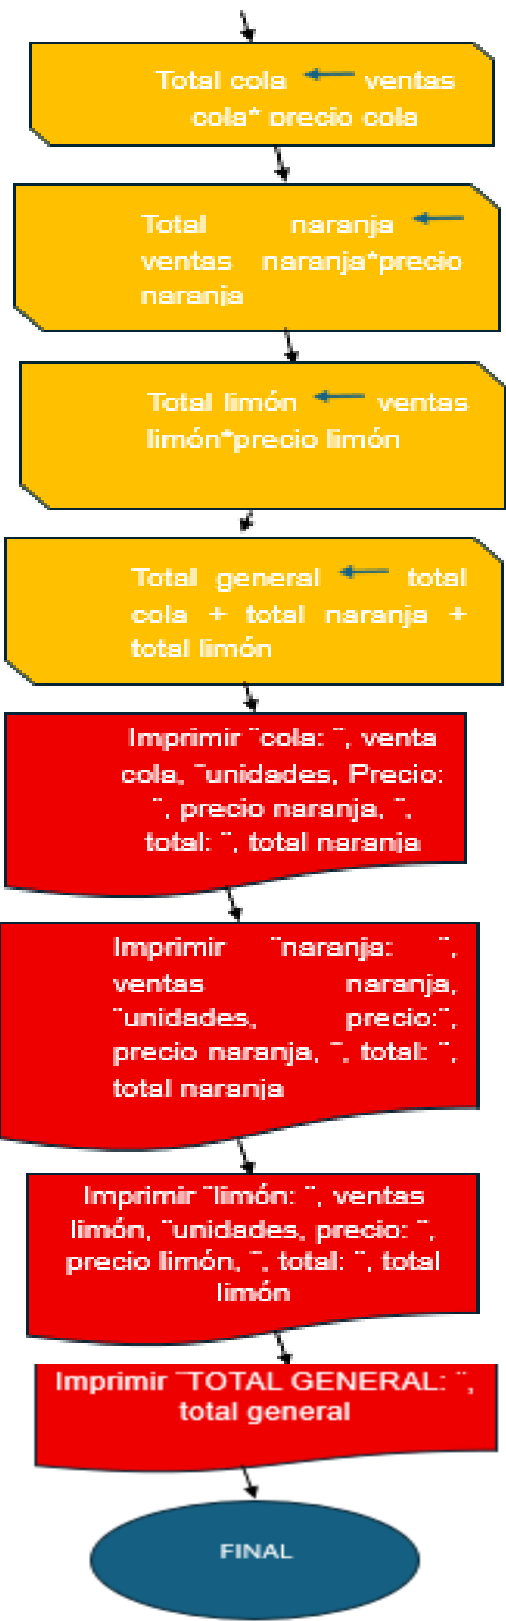 Total cola ← ventas
cola* precio cola
Total naranja ←
ventas naranja*precio
naranja
Total limón ← ventas
limón*precio limón
Total general ← total
cola + total naranja +
total limón
Imprimir ¨cola: ¨, venta
cola, ¨unidades, Precio:
¨, precio naranja, ¨,
total: ¨, total naranja
Imprimir ¨naranja: ¨,
ventas naranja,
¨unidades, precio:¨,
precio naranja, ¨, total: ¨,
total naranja
Imprimir ¨limón: ¨, ventas
limón, ¨unidades, precio: ¨,
precio limón, ¨, total: ¨, total
limón
Imprimir ¨TOTAL GENERAL: ¨,
total general
FINAL